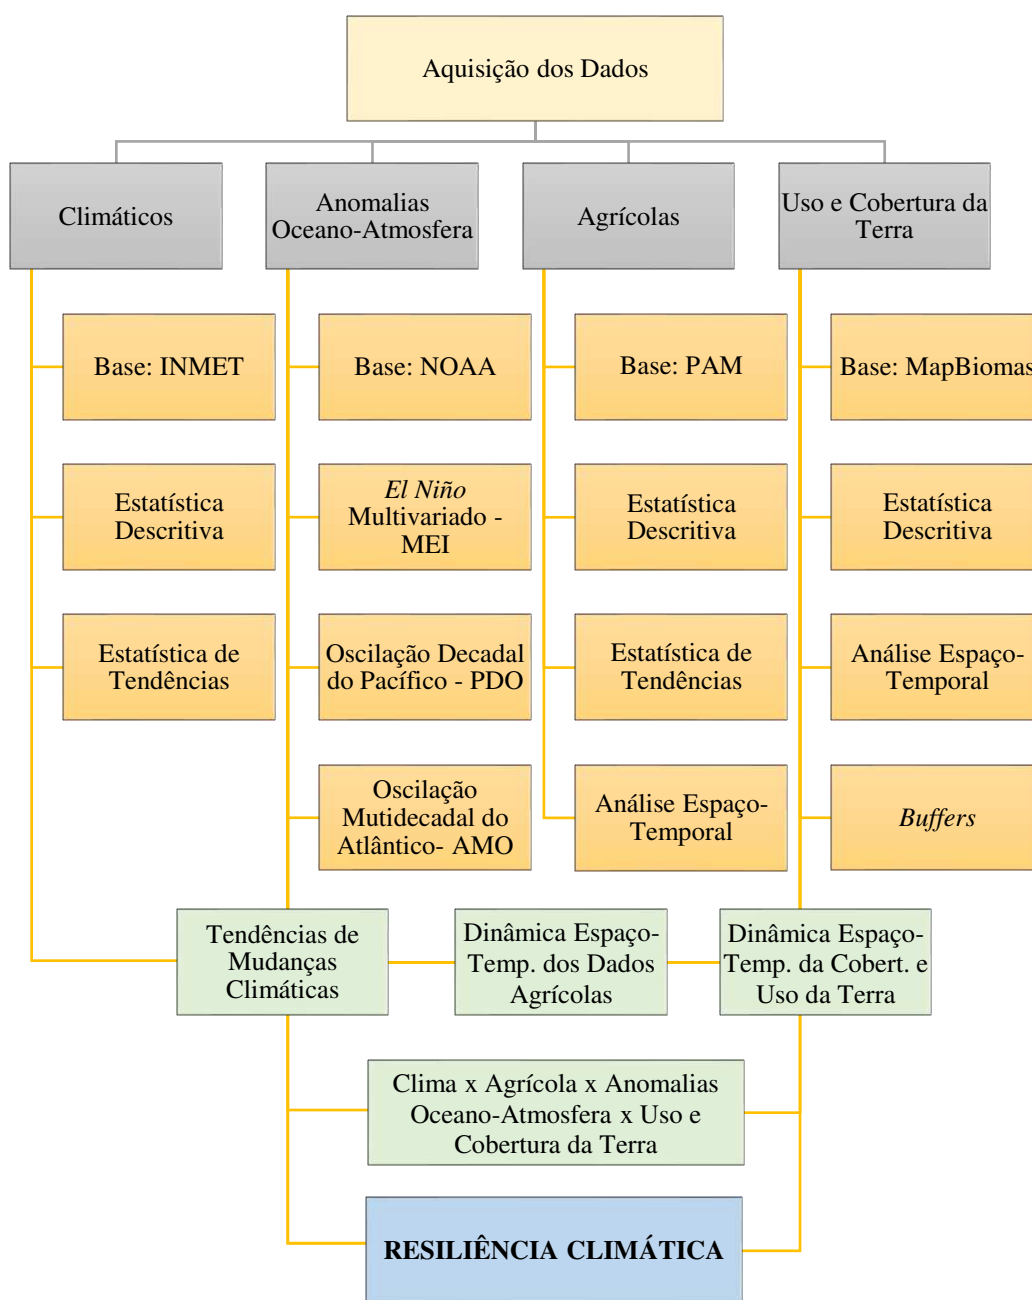 Aquisição dos Dados
Climáticos
Anomalias
Oceano-Atmosfera
Agrícolas
Uso e Cobertura da
Terra
Base: INMET
Base: NOAA
Base: PAM
Base: MapBiomas
Estatística
Descritiva
El Niño
Multivariado -
MEI
Estatística
Descritiva
Estatística
Descritiva
Estatística de
Tendências
Oscilação Decadal
do Pacífico - PDO
Estatística de
Tendências
Análise Espaço-
Temporal
Oscilação
Mutidecadal do
Atlântico- AMO
Análise Espaço-
Temporal
Buffers
Tendências de
Mudanças
Climáticas
Dinâmica Espaço-
Temp. dos Dados
Agrícolas
Dinâmica Espaço-
Temp. da Cobert. e
Uso da Terra
Clima x Agrícola x Anomalias
Oceano-Atmosfera x Uso e
Cobertura da Terra
RESILIÊNCIA CLIMÁTICA